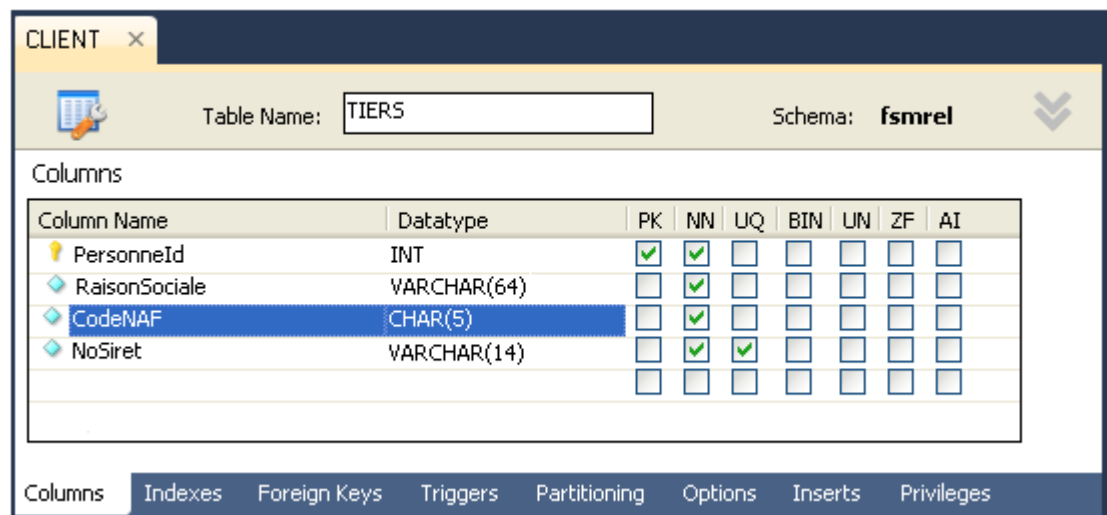 CLIENT
Table Name: TIERS Schema: fsmrel
Columns
Column Name Datatype PK NN UQ BIN UN ZF AI
PersonneId INT
RaisonSociale VARCHAR(64)
CodeNAF CHAR(5)
NoSiret VARCHAR(14)
Columns Indexes Foreign Keys Triggers Partitioning Options Inserts Privileges